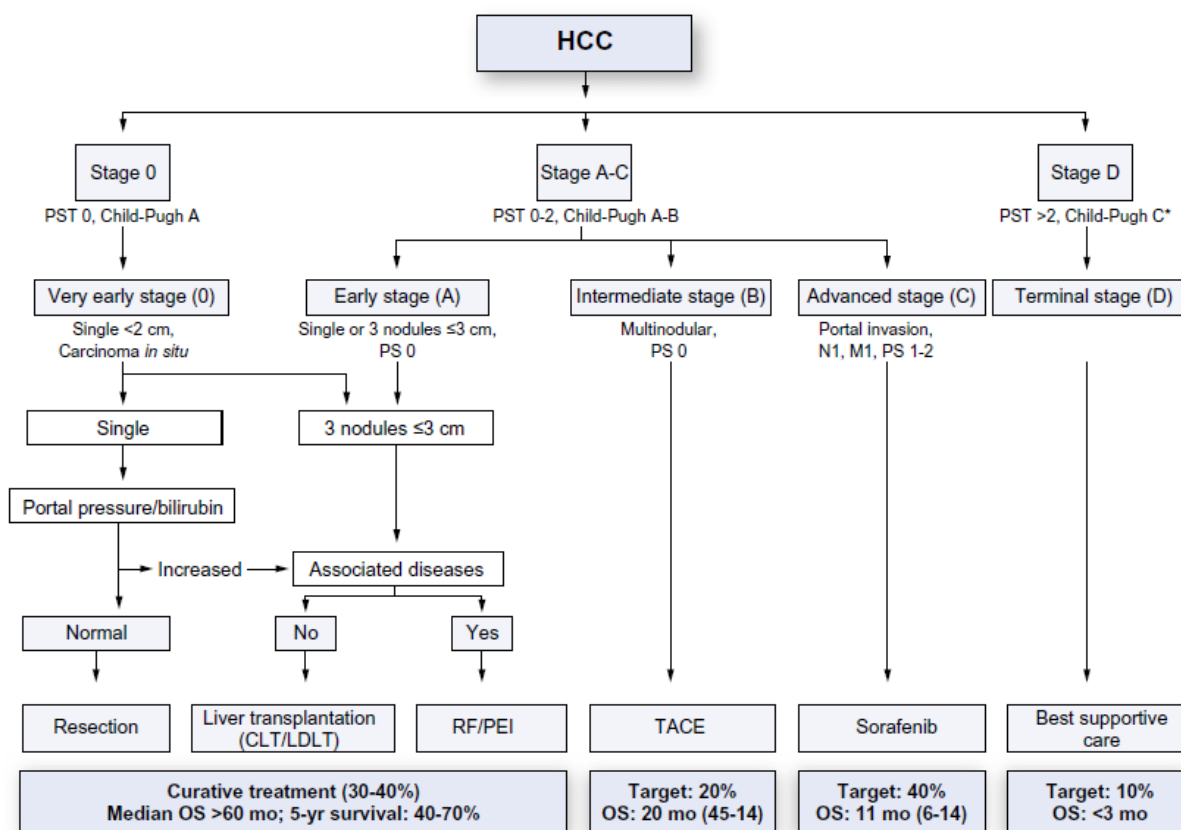 HCC
Stage 0
Stage A-C
Stage D
PST 0, Child-Pugh A
PST 0-2, Child-Pugh A-B
PST >2, Child-Pugh C*
Very early stage (0)
Early stage (A)
Intermediate stage (B)
Advanced stage (C)
Terminal stage (D)
Single <2 cm,
Carcinoma in situ
Single or 3 nodules ≤3 cm,
PS 0
Multinodular,
PS 0
Portal invasion,
N1, M1, PS 1-2
Single
3 nodules ≤3 cm
Portal pressure/bilirubin
Increased
Associated diseases
Normal
No
Yes
Resection
Liver transplantation
(CLT/LDLT)
RF/PEI
TACE
Sorafenib
Best supportive
care
Curative treatment (30-40%)
Median OS >60 mo; 5-yr survival: 40-70%
Target: 20%
OS: 20 mo (45-14)
Target: 40%
OS: 11 mo (6-14)
Target: 10%
OS: <3 mo